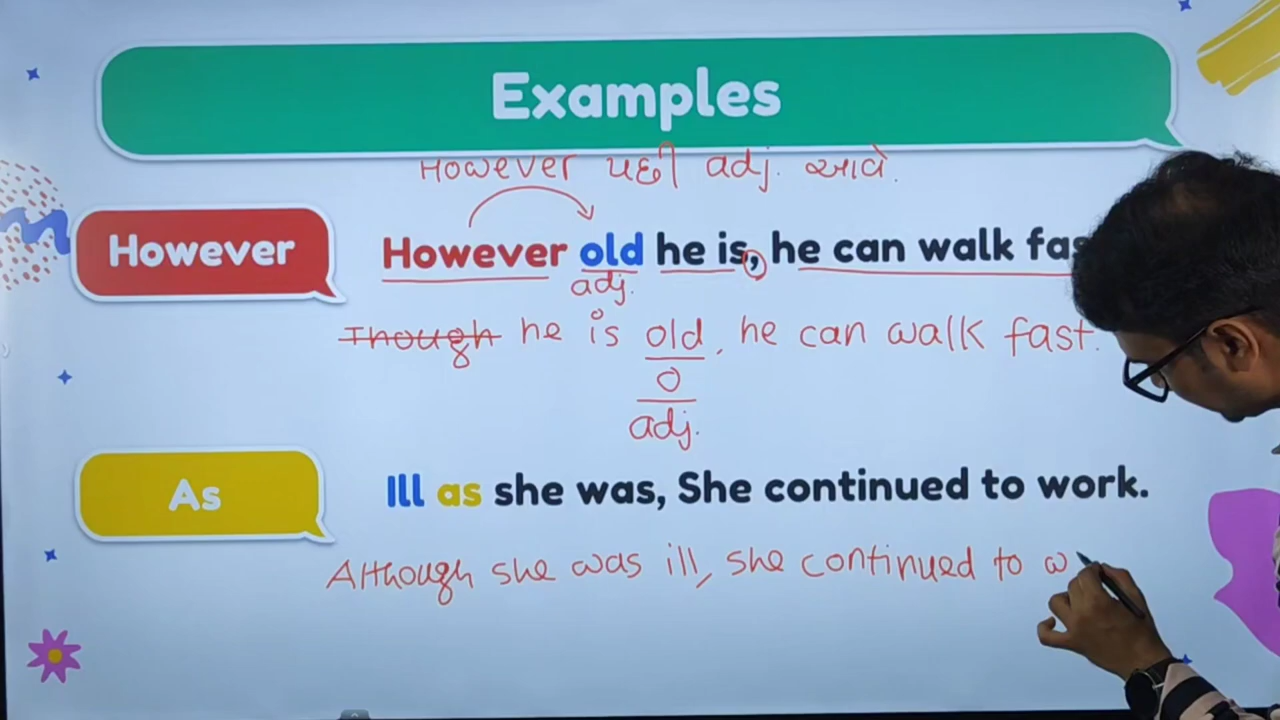 Examples
However પછી adj. આવે.
However
However old he is, he can walk fas
adj.
Though he is old, he can walk fast.
0
adj.
As
Ill as she was, She continued to work.
Although she was ill, she continued to w